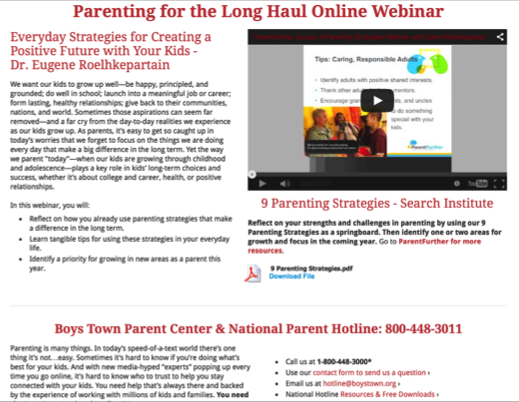 Parenting for the Long Haul Online Webinar
Everyday Strategies for Creating a
Positive Future with Your Kids -
Dr. Eugene Roelhkepartain
We want our kids to grow up well—be happy, principled, and
grounded; do well in school; launch into a meaningful job or career;
form lasting, healthy relationships; give back to their communities,
nations, and world. Sometimes those aspirations can seem far
removed—and a far cry from the day-to-day realities we experience
as our kids grow up. As parents, it's easy to get so caught up in
today's worries that we forget to focus on the things we are doing
every day that make a big difference in the long term. Yet the way
we parent "today"—when our kids are growing through childhood
and adolescence—plays a key role in kids' long-term choices and
success, whether it's about college and career, health, or positive
relationships.
In this webinar, you will:
• Reflect on how you already use parenting strategies that make
a difference in the long term.
• Learn tangible tips for using these strategies in your everyday
life.
• Identify a priority for growing in new areas as a parent this
year.
Tips: Caring, Responsible Adults
• Identify adults with positive shared interests.
• Thank other adult
mentors.
• Encourage gran
s, and uncles
to do something
special with your
kids.
ParentFurther
YouTube
9 Parenting Strategies - Search Institute
Reflect on your strengths and challenges in parenting by using our 9
Parenting Strategies as a springboard. Then identify one or two areas for
growth and focus in the coming year. Go to ParentFurther for more
resources.
9 Parenting Strategies.pdf
Download File
Boys Town Parent Center & National Parent Hotline: 800-448-3011
Parenting is many things. In today's speed-of-a-text world there's one
thing it's not...easy. Sometimes it's hard to know if you're doing what's
best for your kids. And with new media-hyped "experts" popping up every
time you go online, it's hard to know who to trust to help you stay
connected with your kids. You need help that's always there and backed
by the experience of working with millions of kids and families. You need
• Call us at 1-800-448-3000*
• Use our contact form to send us a question ›
• Email us at hotline@boystown.org ›
• National Hotline Resources & Free Downloads ›